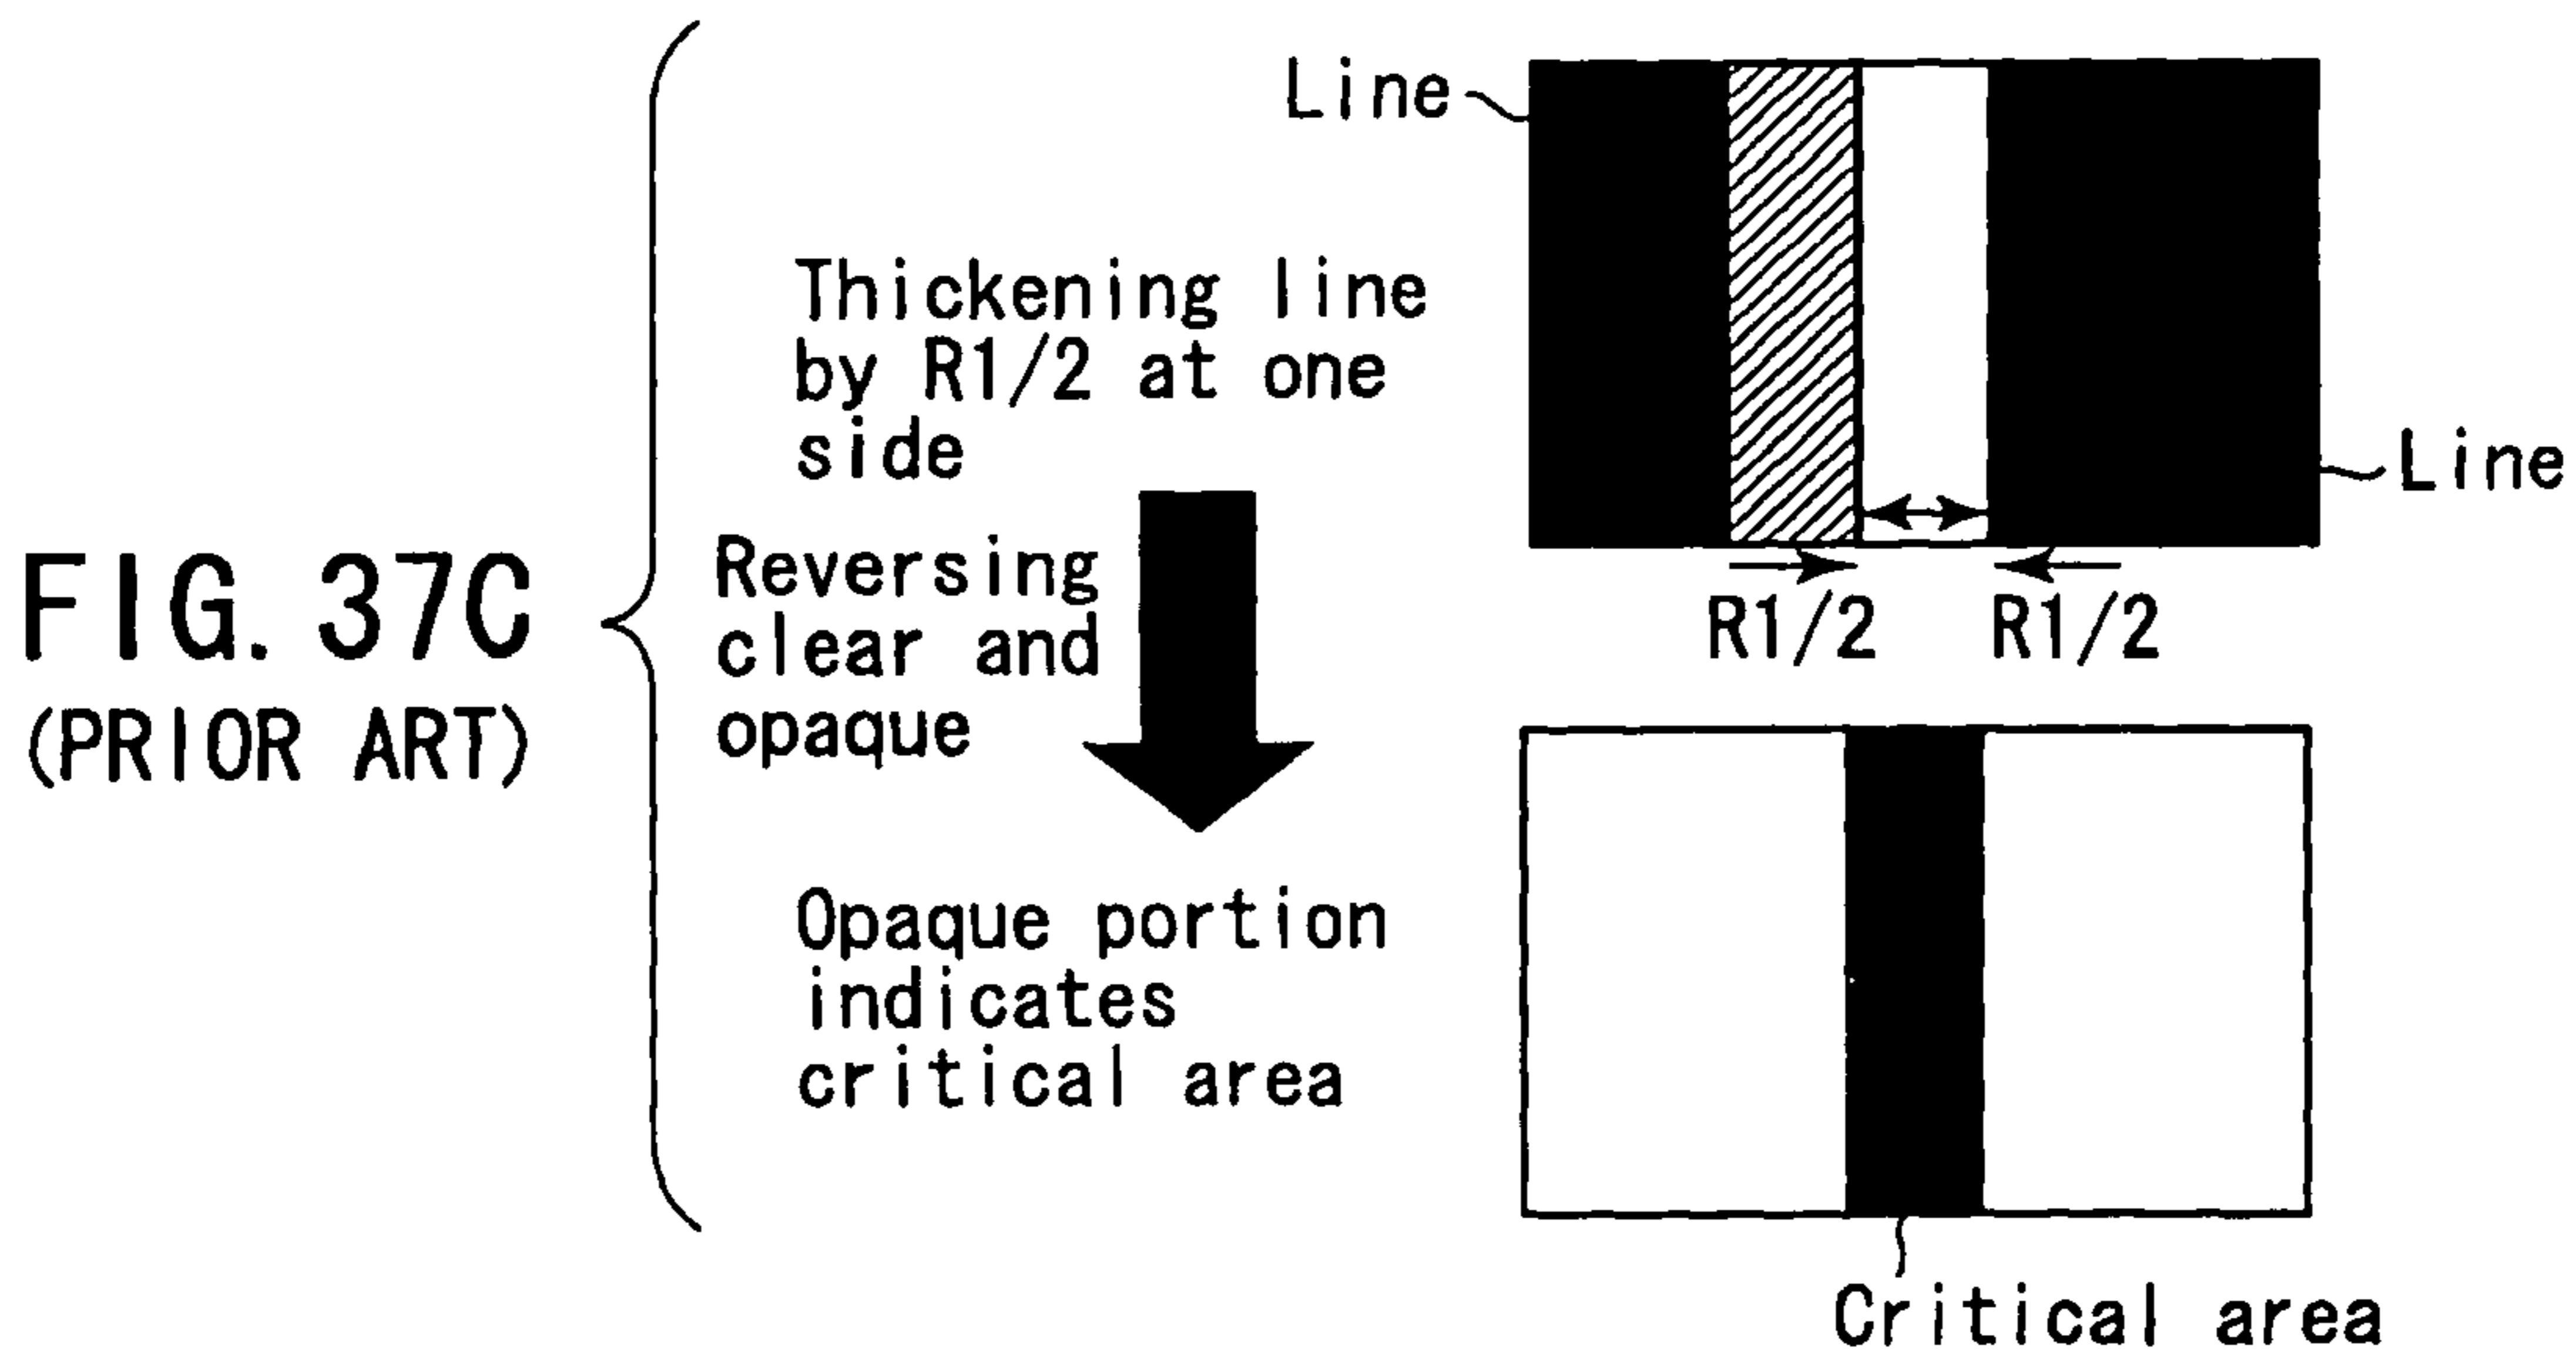 FIG. 37C
(PRIOR ART)
Thickening line
by R1/2 at one
side
Reversing
clear and
opaque
Opaque portion
indicates
critical area
Line
Line
R1/2
R1/2
Critical area